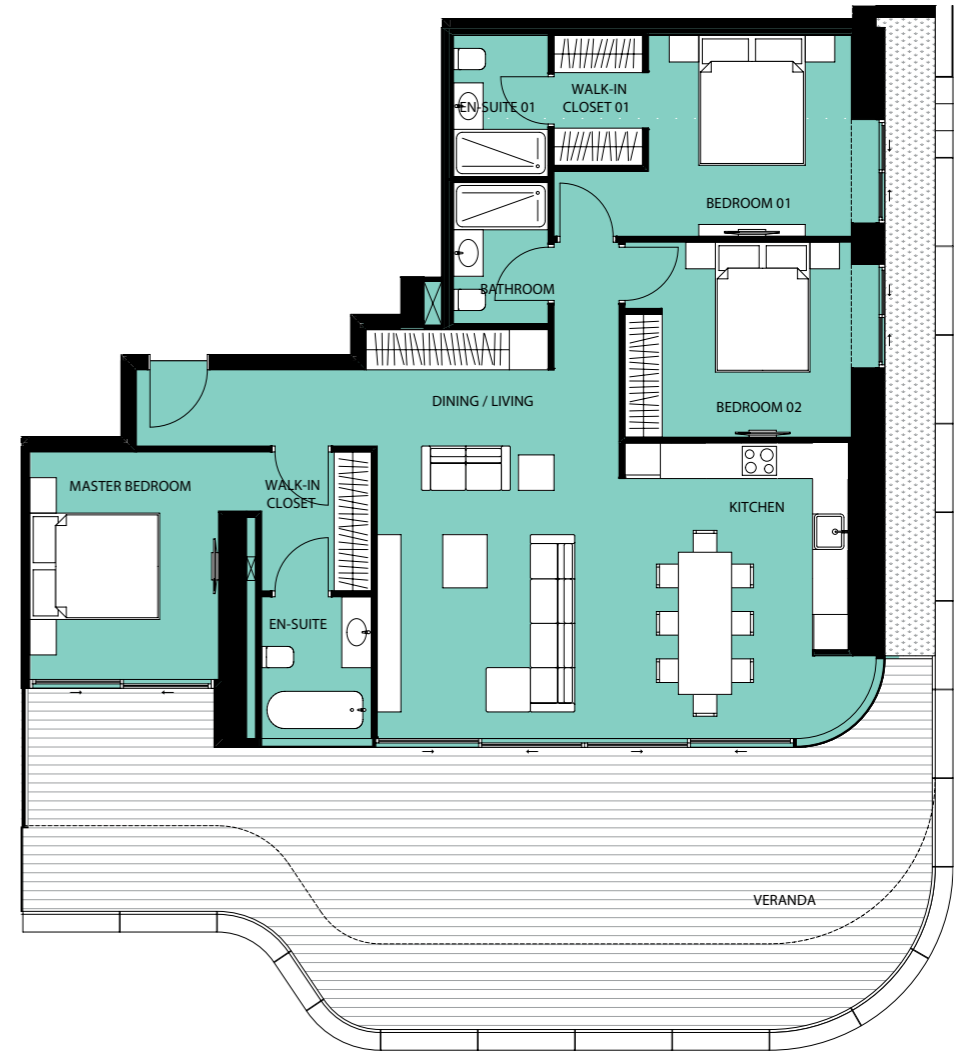 EN-SUITE 01
WALK-IN
CLOSET 01
BEDROOM 01
BATHROOM
DINING / LIVING
BEDROOM 02
MASTER BEDROOM
WALK-IN
CLOSET
KITCHEN
EN-SUITE
VERANDA